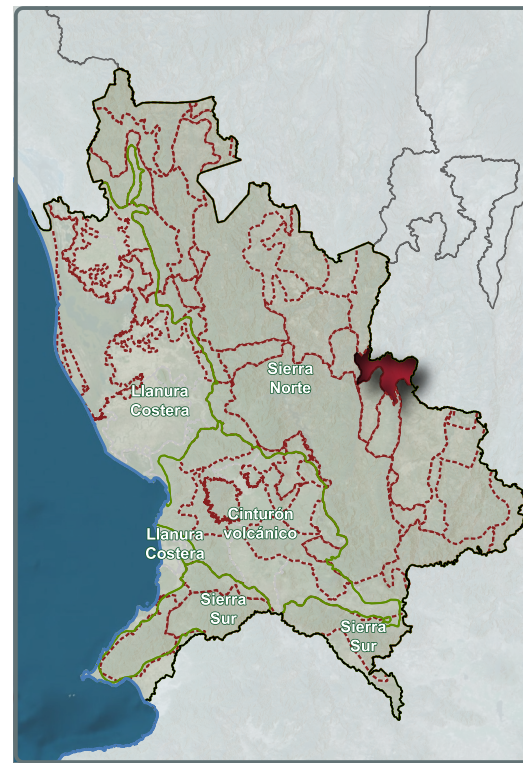 Sierra
Norte
Llanura
Costera
Cinturón
volcánico
Llanura
Costera
Sierra
Sur
Sierra
Sur